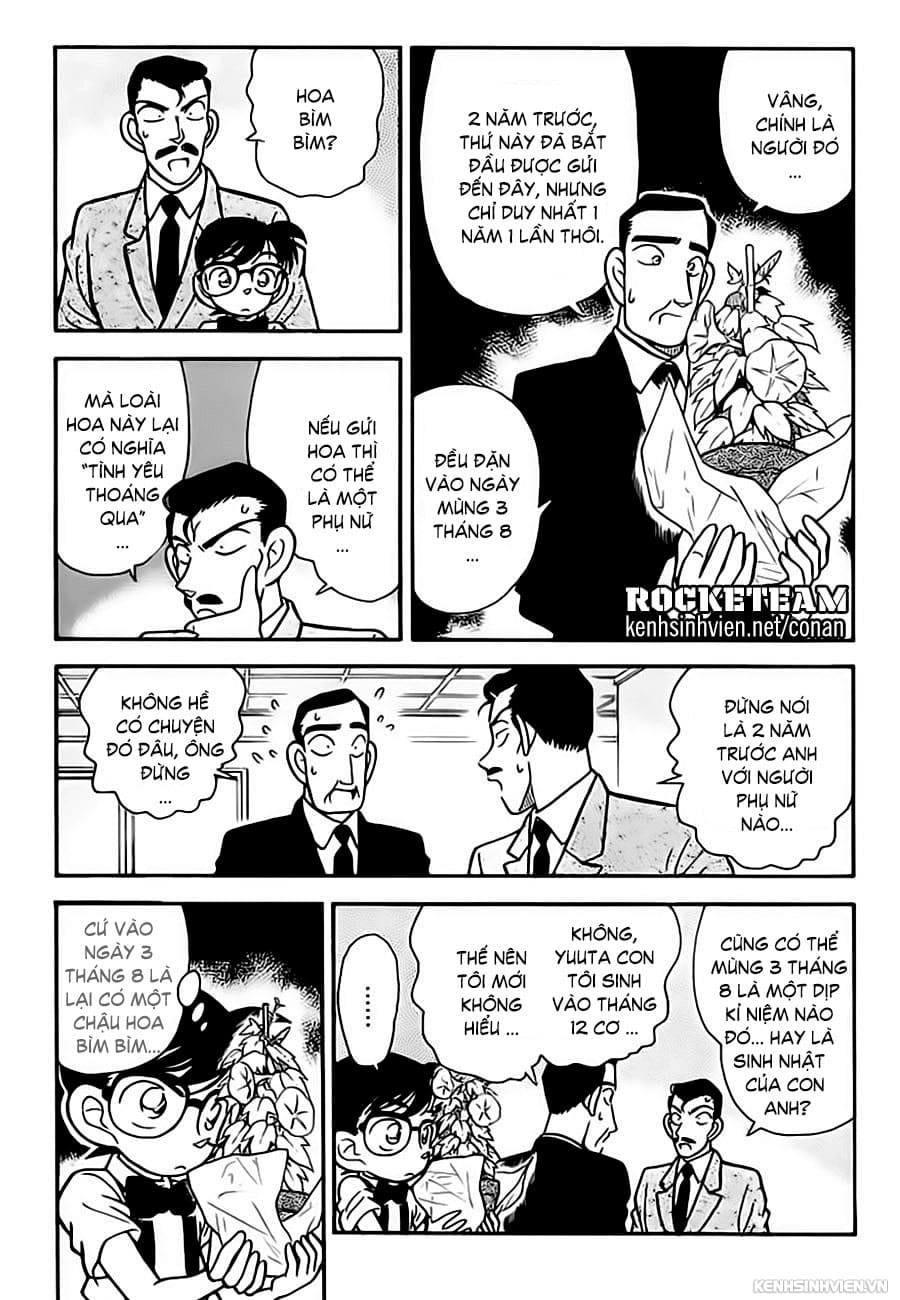 VÂNG,
CHÍNH LÀ
NGƯỜI ĐÓ
...
2 NĂM TRƯỚC,
THỨ NÀY ĐÃ BẮT
ĐẦU ĐƯỢC GỬI
ĐẾN ĐÂY, NHƯNG
CHỈ DUY NHẤT 1
NĂM 1 LẦN THÔI.
ĐỀU ĐẶN
VÀO NGÀY
MÙNG 3
THÁNG 8
...
ROCKETEAM
kenhsinhvien.net/conan
HOA
BÌM
BÌM?
NẾU GỬI
HOA THÌ
CÓ THỂ
LÀ MỘT
PHỤ NỮ
...
MÀ LOÀI
HOA NÀY LẠI
CÓ NGHĨA
"TÌNH YÊU
THOÁNG
QUA"
...
ĐỪNG NÓI
LÀ 2 NĂM
TRƯỚC ANH
VỚI NGƯỜI
PHỤ NỮ
NÀO...
KHÔNG HỀ
CÓ CHUYỆN
ĐÓ ĐÂU, ÔNG
ĐỪNG
...
CŨNG CÓ THỂ
MÙNG 3 THÁNG
8 LÀ MỘT DỊP
KỈ NIỆM NÀO
ĐÓ... HAY LÀ
SINH NHẬT
CỦA CON
ANH?
KHÔNG,
YUUTA CON
TÔI SINH
VÀO THÁNG
12 CƠ ...
THẾ NÊN
TÔI MỚI
KHÔNG
HIỂU ...
......
CỨ VÀO
NGÀY 3
THÁNG 8 LÀ
LẠI CÓ MỘT
CHẬU HOA
BÌM BÌM...
KENHSINHVIEN.VN